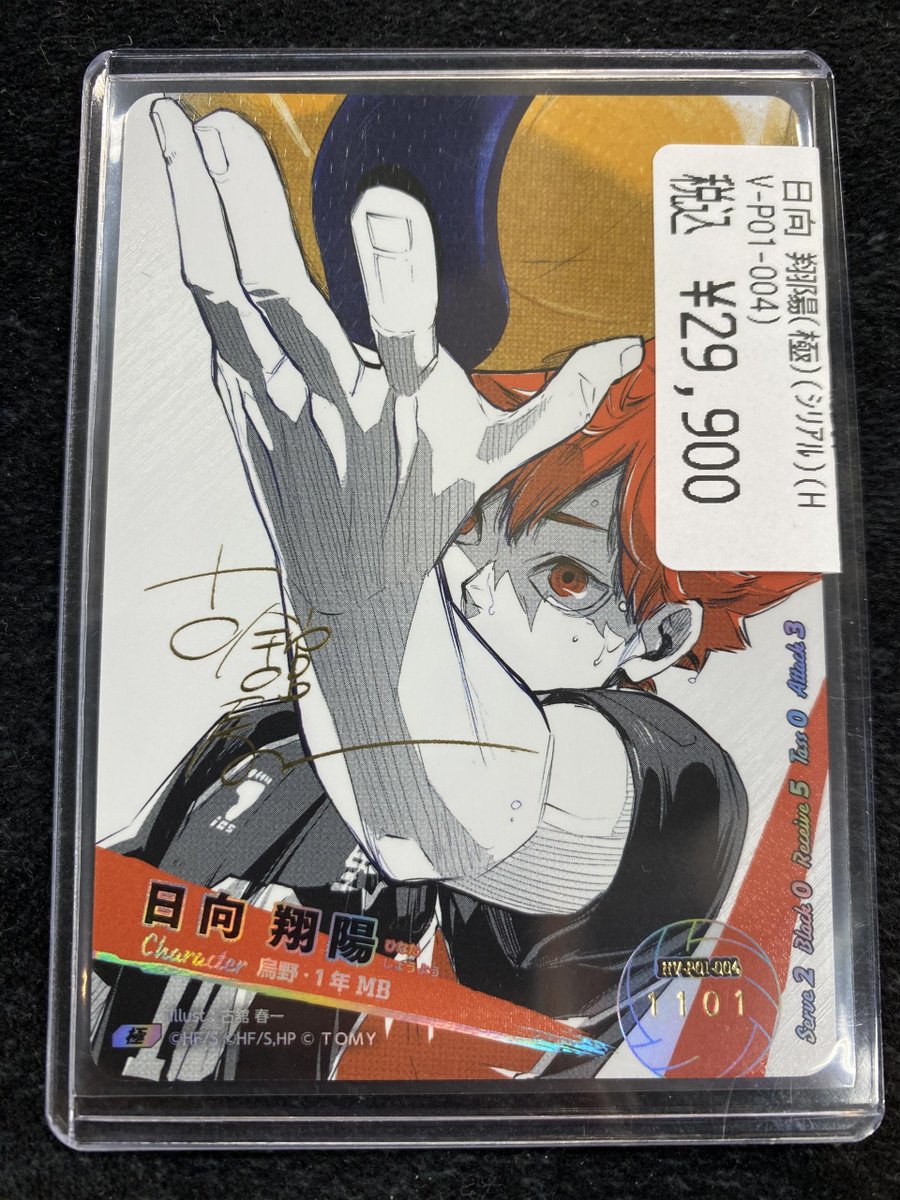 日向 翔陽(極)(ｼﾘｱﾙ)(H
V-P01-004)
税込 ¥29,900
Serve 2 Block 0 Receive 5 Toss 0 Attack 3
日向 翔陽
ひなた
しょうよう
Character 烏野・1年 MB
HV-P01-004
1101
極
illust：古舘 春一
©HF/S ©HF/S,HP © TOMY